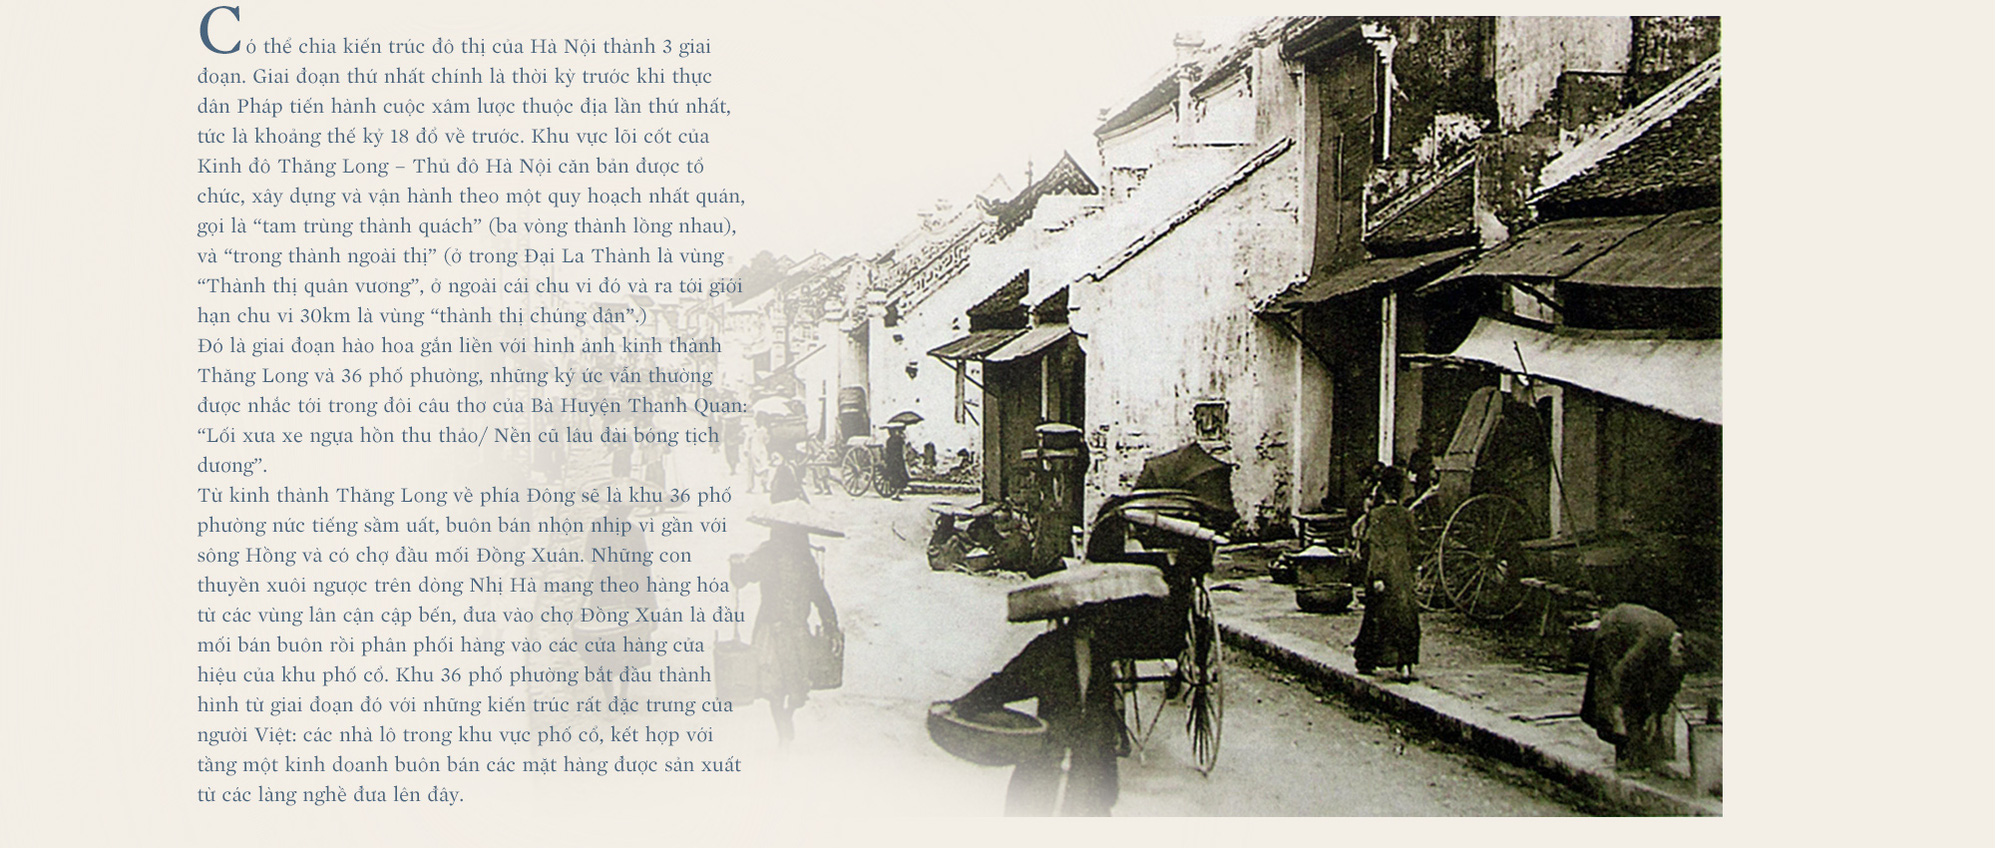 Có thể chia kiến trúc đô thị của Hà Nội thành 3 giai
đoạn. Giai đoạn thứ nhất chính là thời kỳ trước khi thực
dân Pháp tiến hành cuộc xâm lược thuộc địa lần thứ nhất,
tức là khoảng thế kỷ 18 đổ về trước. Khu vực lõi cốt của
Kinh đô Thăng Long – Thủ đô Hà Nội căn bản được tổ
chức, xây dựng và vận hành theo một quy hoạch nhất quán,
gọi là “tam trùng thành quách” (ba vòng thành lồng nhau),
và “trong thành ngoài thị” (ở trong Đại La Thành là vùng
“Thành thị quân vương”, ở ngoài cái chu vi đó và ra tới giới
hạn chu vi 30km là vùng “thành thị chúng dân”.)
Đó là giai đoạn hào hoa gắn liền với hình ảnh kinh thành
Thăng Long và 36 phố phường, những ký ức vẫn thường
được nhắc tới trong đôi câu thơ của Bà Huyện Thanh Quan:
“Lối xưa xe ngựa hồn thu thảo/ Nền cũ lâu đài bóng tịch
dương”.
Từ kinh thành Thăng Long về phía Đông sẽ là khu 36 phố
phường nức tiếng sầm uất, buôn bán nhộn nhịp vì gần với
sông Hồng và có chợ đầu mối Đồng Xuân. Những con
thuyền xuôi ngược trên dòng Nhị Hà mang theo hàng hóa
từ các vùng lân cận cập bến, đưa vào chợ Đồng Xuân là đầu
mối bán buôn rồi phân phối hàng vào các cửa hàng cửa
hiệu của khu phố cổ. Khu 36 phố phường bắt đầu thành
hình từ giai đoạn đó với những kiến trúc rất đặc trưng của
người Việt: các nhà lô trong khu vực phố cổ, kết hợp với
tầng một kinh doanh buôn bán các mặt hàng được sản xuất
từ các làng nghề đưa lên đây.